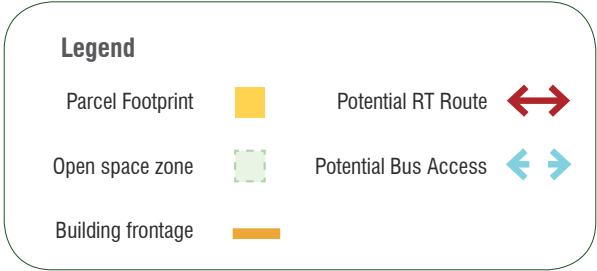 Legend
Parcel Footprint
Potential RT Route
Open space zone
Potential Bus Access
Building frontage